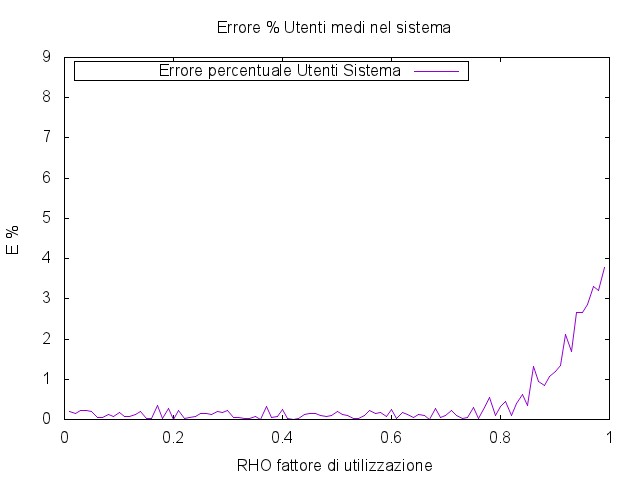 Errore % Utenti medi nel sistema
9
Errore percentuale Utenti Sistema
8
7
6
5
E %
4
3
2
1
0
0 0.2 0.4 0.6 0.8 1
RHO fattore di utilizzazione